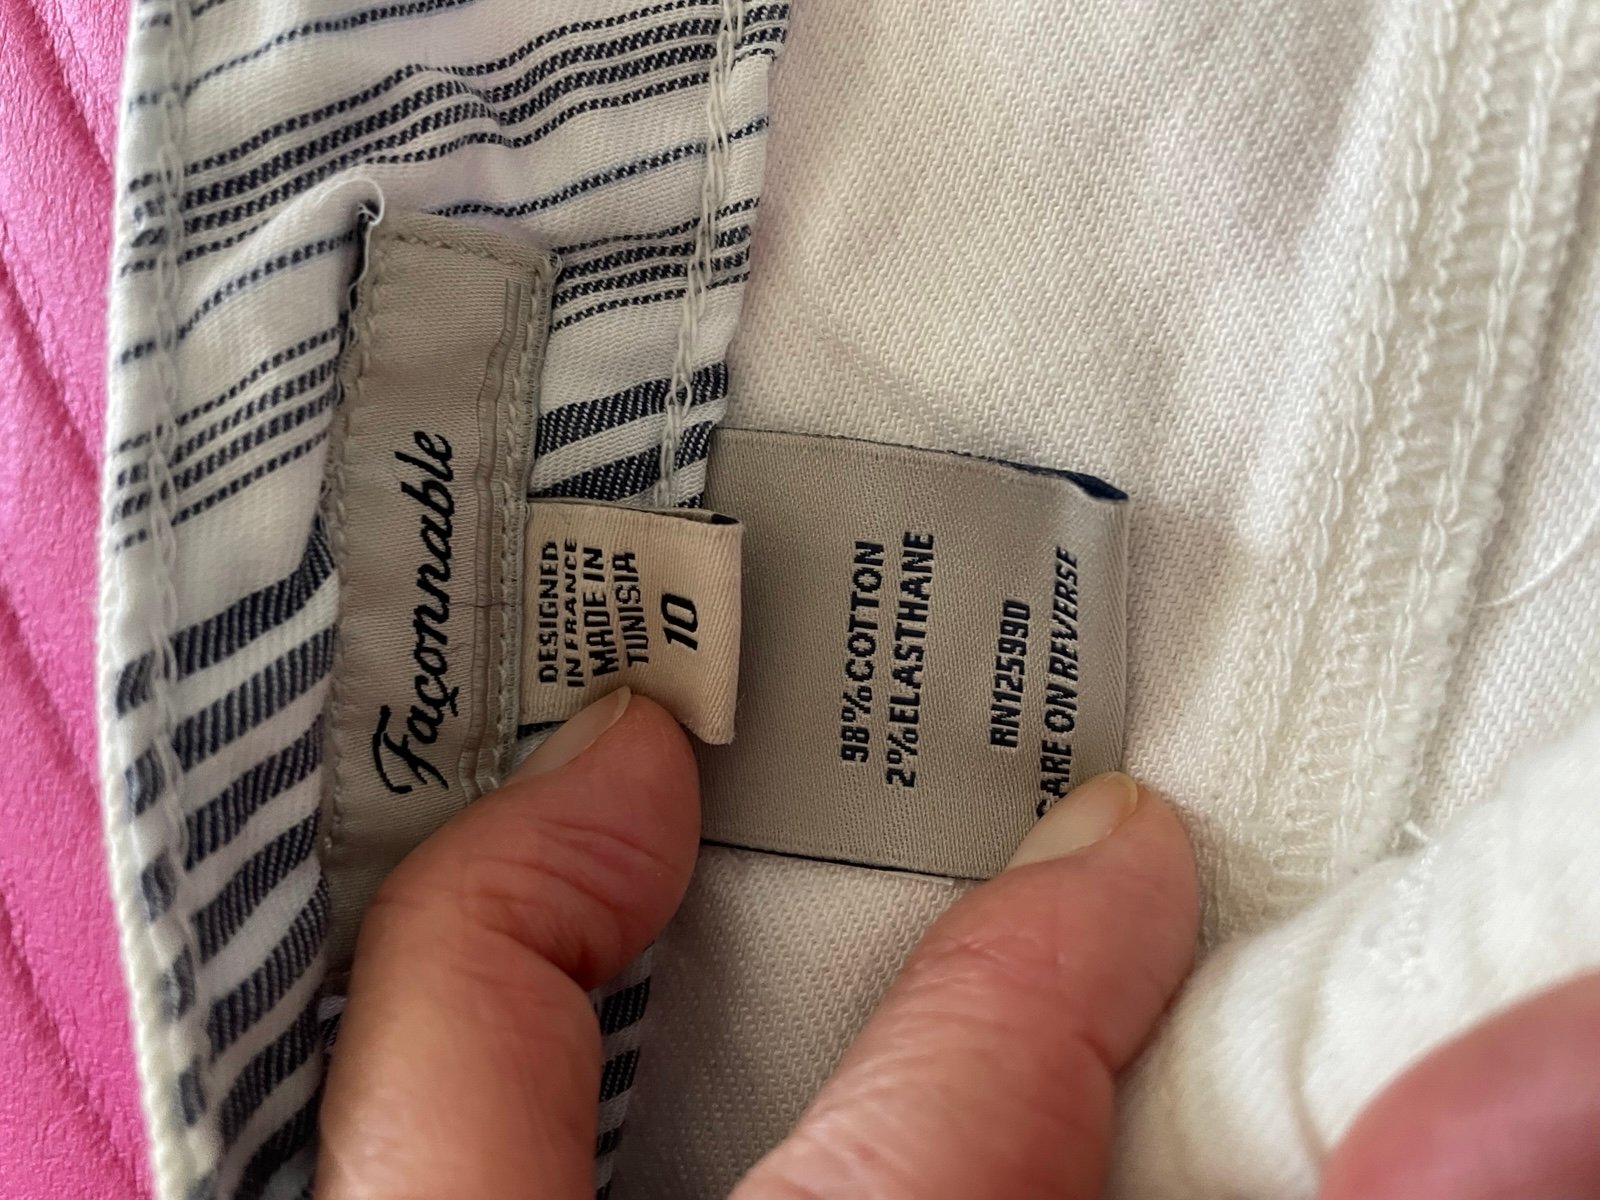 Façonnable
DESIGNED
IN FRANCE
MADE IN
TUNISIA
10
98%COTTON
2%ELASTHANE
RN125990
CARE ON REVERSE